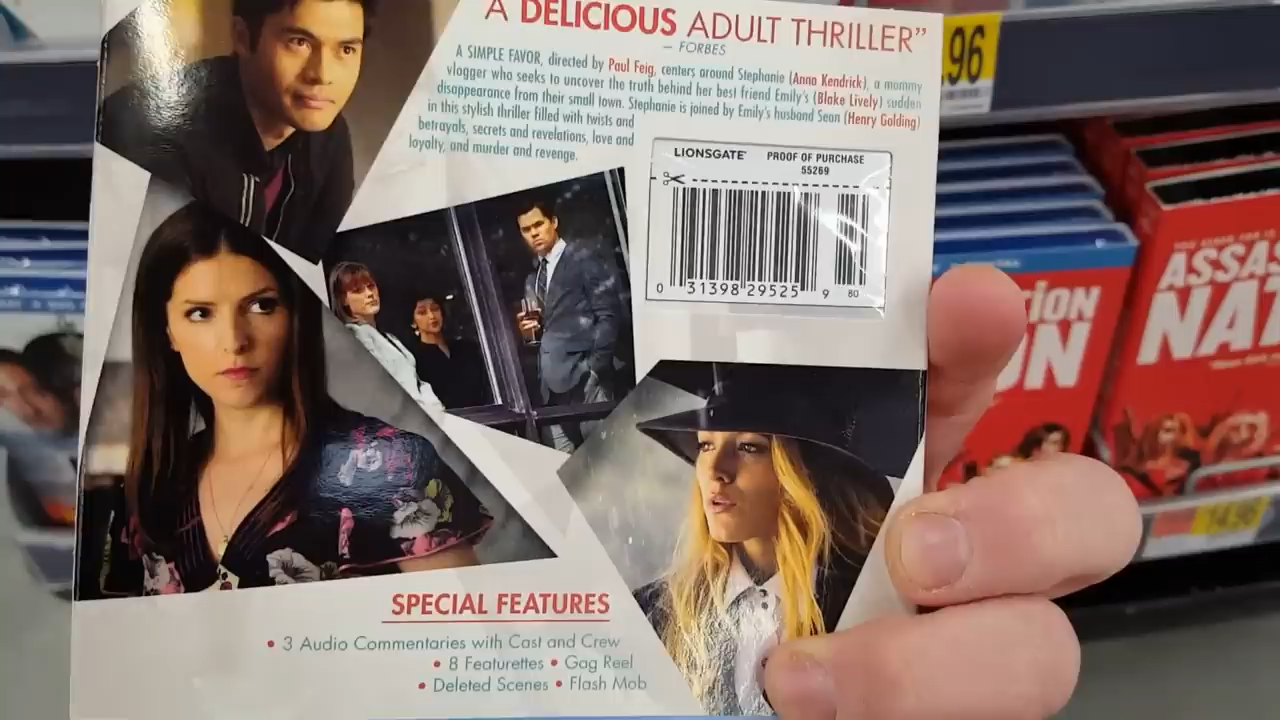 A DELICIOUS ADULT THRILLER”
– FORBES
A SIMPLE FAVOR, directed by Paul Feig, centers around Stephanie (Anna Kendrick), a mommy
vlogger who seeks to uncover the truth behind her best friend Emily's (Blake Lively) sudden
disappearance from their small town. Stephanie is joined by Emily's husband Sean (Henry Golding)
in this stylish thriller filled with twists and
betrayals, secrets and revelations, love and
loyalty, and murder and revenge.
LIONSGATE PROOF OF PURCHASE
55269
0 31398 29525 9 80
SPECIAL FEATURES
• 3 Audio Commentaries with Cast and Crew
• 8 Featurettes • Gag Reel
• Deleted Scenes • Flash Mob
.96
ION
ON
ASSAS
NAT
14.96